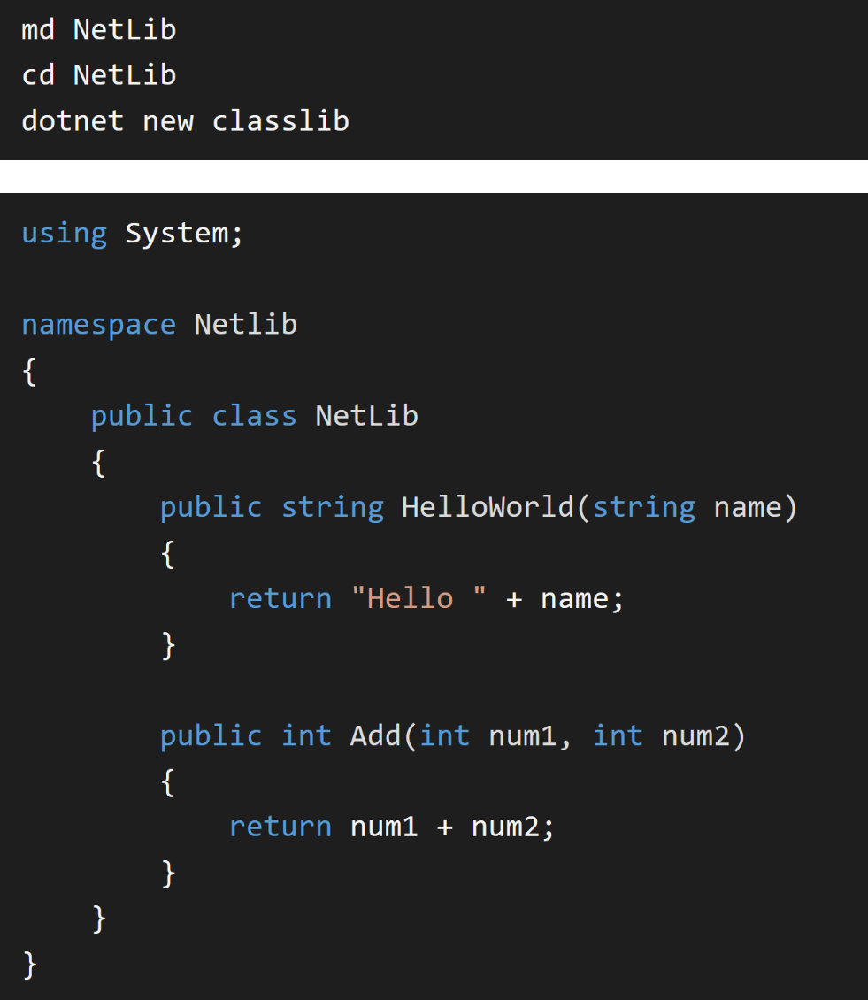 md NetLib
cd NetLib
dotnet new classlib
using System;
namespace Netlib
{
    public class NetLib
    {
        public string HelloWorld(string name)
        {
            return "Hello " + name;
        }
        public int Add(int num1, int num2)
        {
            return num1 + num2;
        }
    }
}